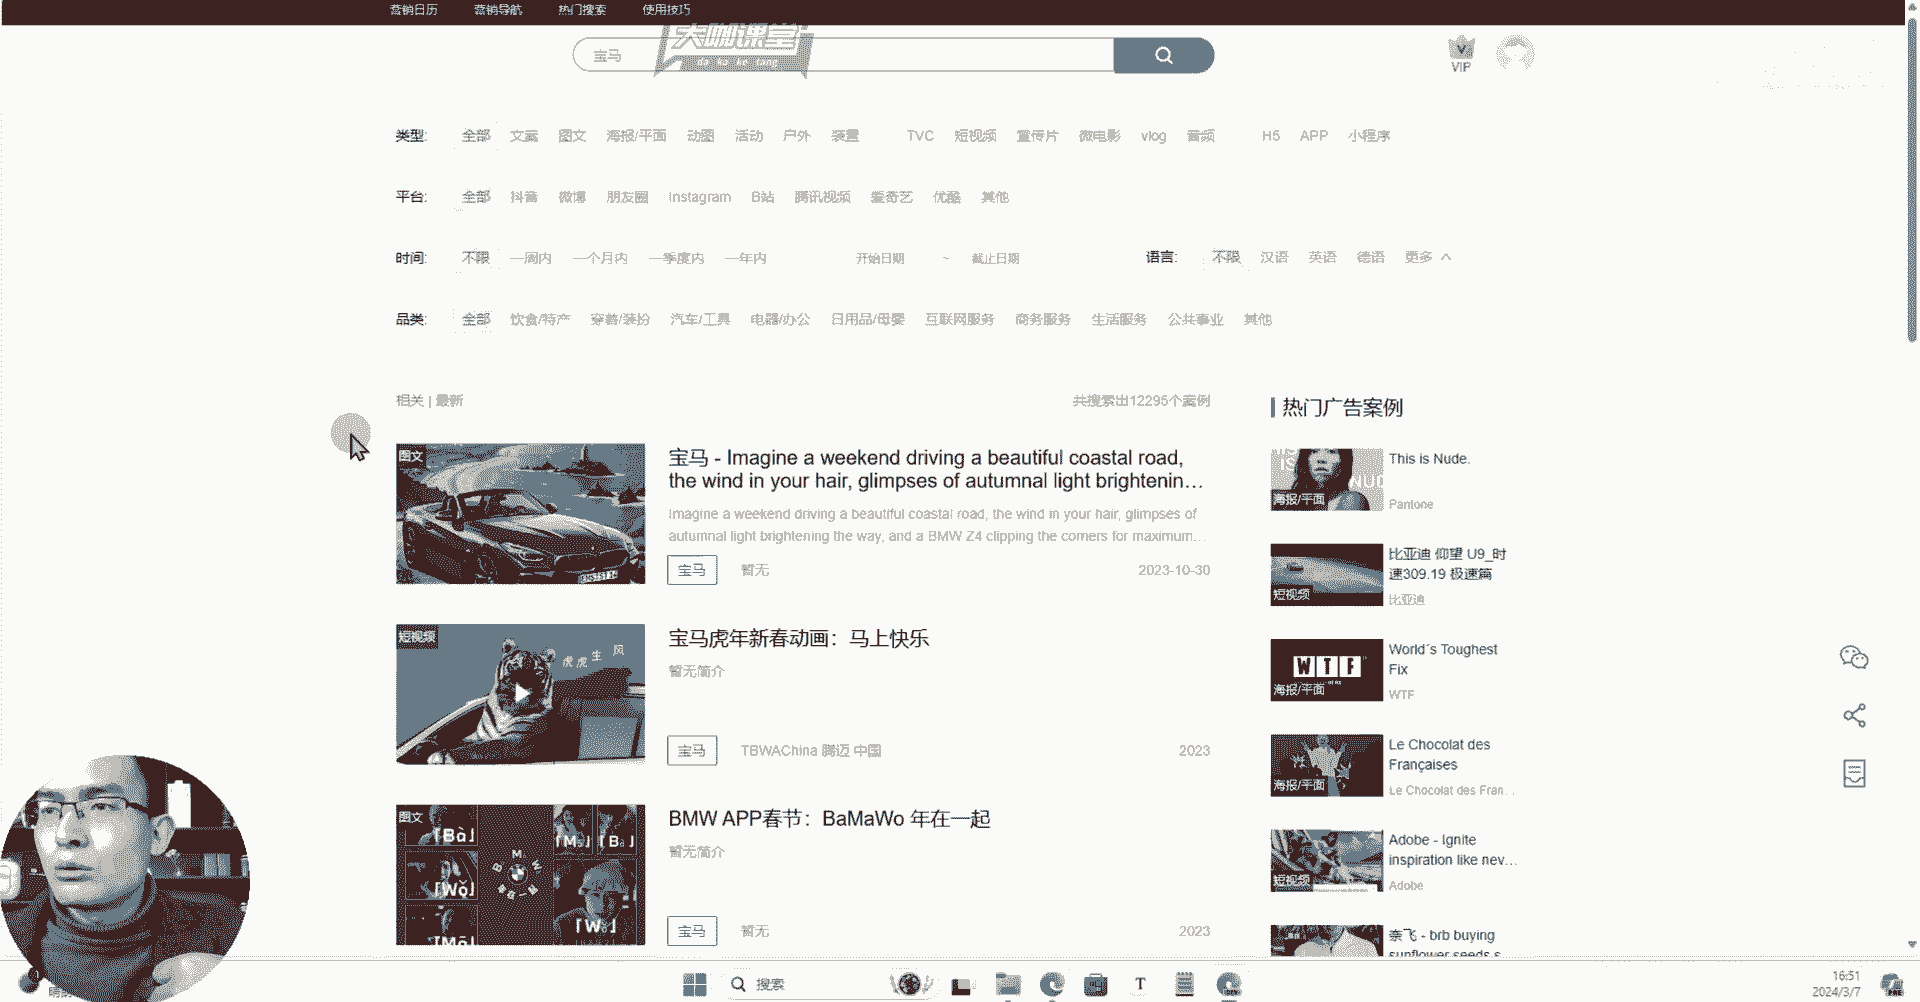 营销日历 营销导航 热门搜索 使用技巧
大咖课堂
da ka ke tang
宝马
VIP
类型: 全部 文案 图文 海报/平面 动图 活动 户外 装置 TVC 短视频 宣传片 微电影 vlog 音频 H5 APP 小程序
平台: 全部 抖音 微博 朋友圈 Instagram B站 腾讯视频 爱奇艺 优酷 其他
时间: 不限 一周内 一个月内 一季度内 一年内 开始日期 ~ 截止日期 语言: 不限 汉语 英语 德语 更多
品类: 全部 饮食/特产 穿着/装扮 汽车/工具 电器/办公 日用品/母婴 互联网服务 商务服务 生活服务 公共事业 其他
相关 | 最新 共搜索出12295个案例
图文
宝马 - Imagine a weekend driving a beautiful coastal road,
the wind in your hair, glimpses of autumnal light brightenin…
Imagine a weekend driving a beautiful coastal road, the wind in your hair, glimpses of
autumnal light brightening the way, and a BMW Z4 clipping the corners for maximum…
宝马 暂无 2023-10-30
短视频
虎虎生风
宝马虎年新春动画：马上快乐
暂无简介
宝马 TBWAChina 腾迈 中国 2023
图文
「Bà」
「Wǒ」
BMW
「Ba」
BMW APP春节：BaMaWo 年在一起
暂无简介
宝马 暂无 2023
热门广告案例
海报/平面
This is Nude.
Pantone
短视频
比亚迪 仰望 U9_时
速309.19 极速篇
比亚迪
WTF
海报/平面
World´s Toughest
Fix
WTF
海报/平面
Le Chocolat des
Françaises
Le Chocolat des Fran…
短视频
Adobe - Ignite
inspiration like nev…
Adobe
奈飞 - brb buying
sunflower seeds s
搜索
T
16:51
2024/3/7